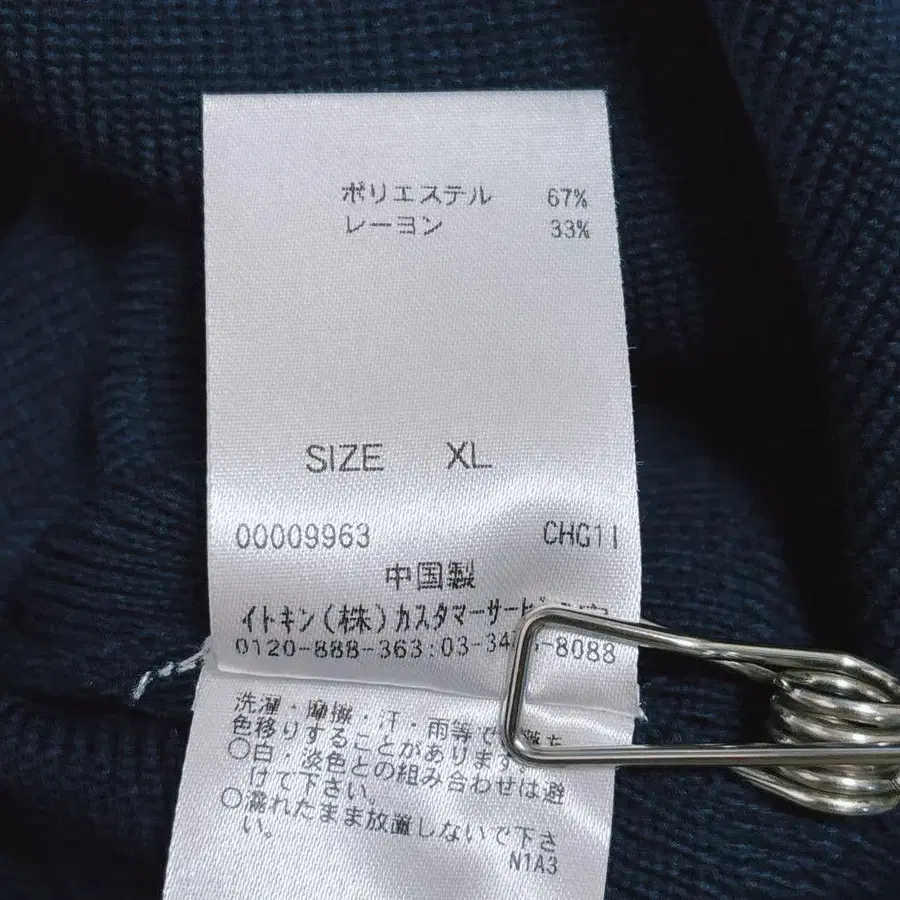 ポリエステル 67%
レーヨン 33%
SIZE XL
00009963 CHG11
中国製
イトキン(株)カスタマーサービ
0120-888-363:03-34 -8088
洗濯・摩擦・汗・雨等で
色移りすることがあります。
○白・淡色との組み合わせは避
けて下さい。
○濡れたまま放置しないで下さ
い。
N1A3